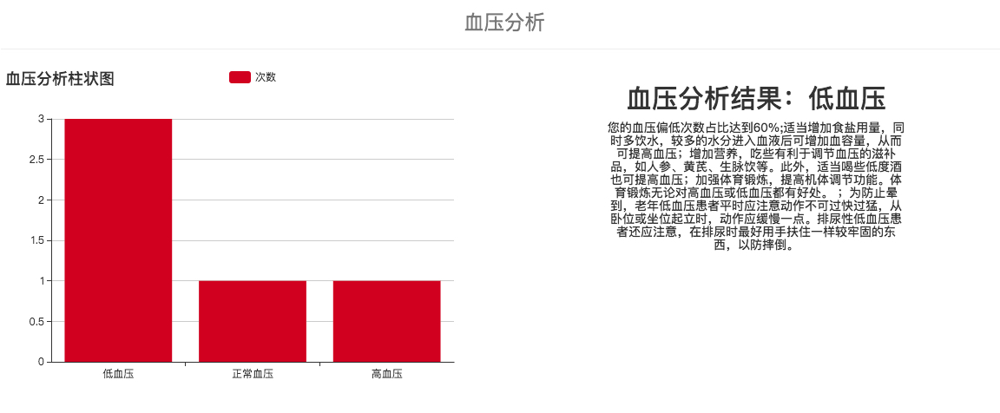 血压分析
血压分析柱状图
次数
3
2.5
2
1.5
1
0.5
0
低血压
正常血压
高血压
血压分析结果：低血压
您的血压偏低次数占比达到60%;适当增加食盐用量，同
时多饮水，较多的水分进入血液后可增加血容量，从而
可提高血压；增加营养，吃些有利于调节血压的滋补
品，如人参、黄芪、生脉饮等。此外，适当喝些低度酒
也可提高血压；加强体育锻炼，提高机体调节功能。体
育锻炼无论对高血压或低血压都有好处。 ；为防止晕
到，老年低血压患者平时应注意动作不可过快过猛，从
卧位或坐位起立时，动作应缓慢一点。排尿性低血压患
者还应注意，在排尿时最好用手扶住一样较牢固的东
西，以防摔倒。